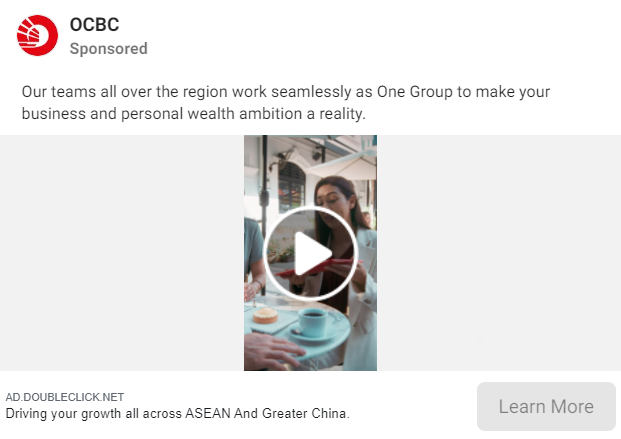 OCBC
Sponsored
Our teams all over the region work seamlessly as One Group to make your
business and personal wealth ambition a reality.
AD.DOUBLECLICK.NET
Driving your growth all across ASEAN And Greater China.
Learn More